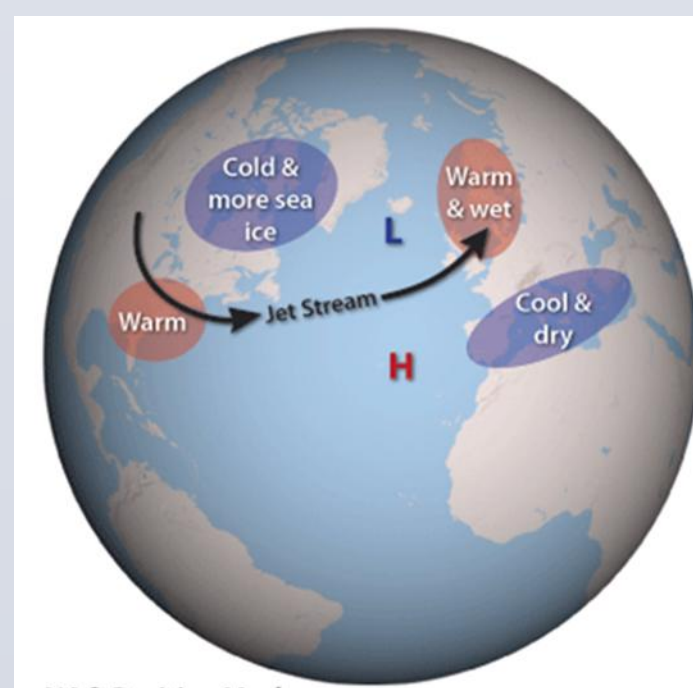 Cold &
more sea
ice
Warm
& wet
L
Jet Stream
Warm
Cool &
dry
H